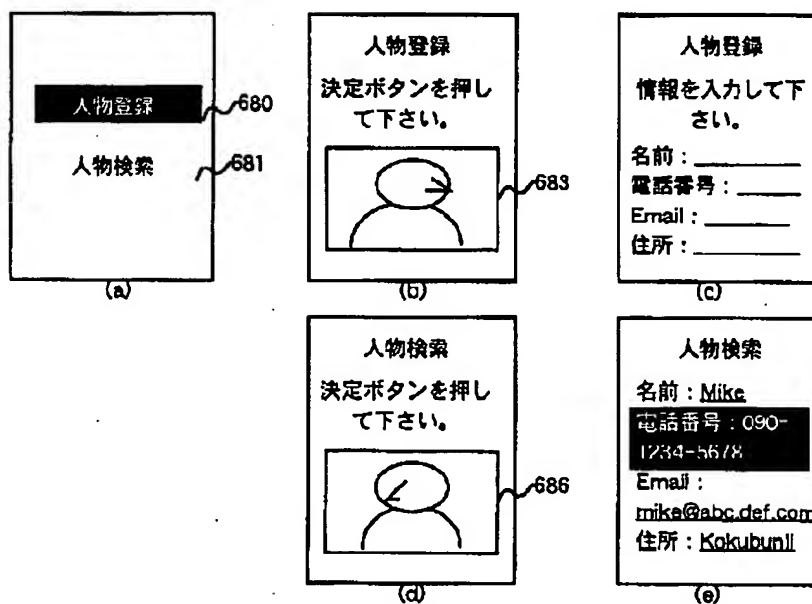 人物登録
680
人物検索
681
(a)
人物登録
決定ボタンを押し
て下さい。
683
(b)
人物登録
情報を入力して下
さい。
名前：
電話番号：
Email：
住所：
(c)
人物検索
決定ボタンを押し
て下さい。
686
(d)
人物検索
名前：Mike
電話番号：090-
1234-5678
Email：
mike@abc.def.com
住所：Kokubunji
(e)